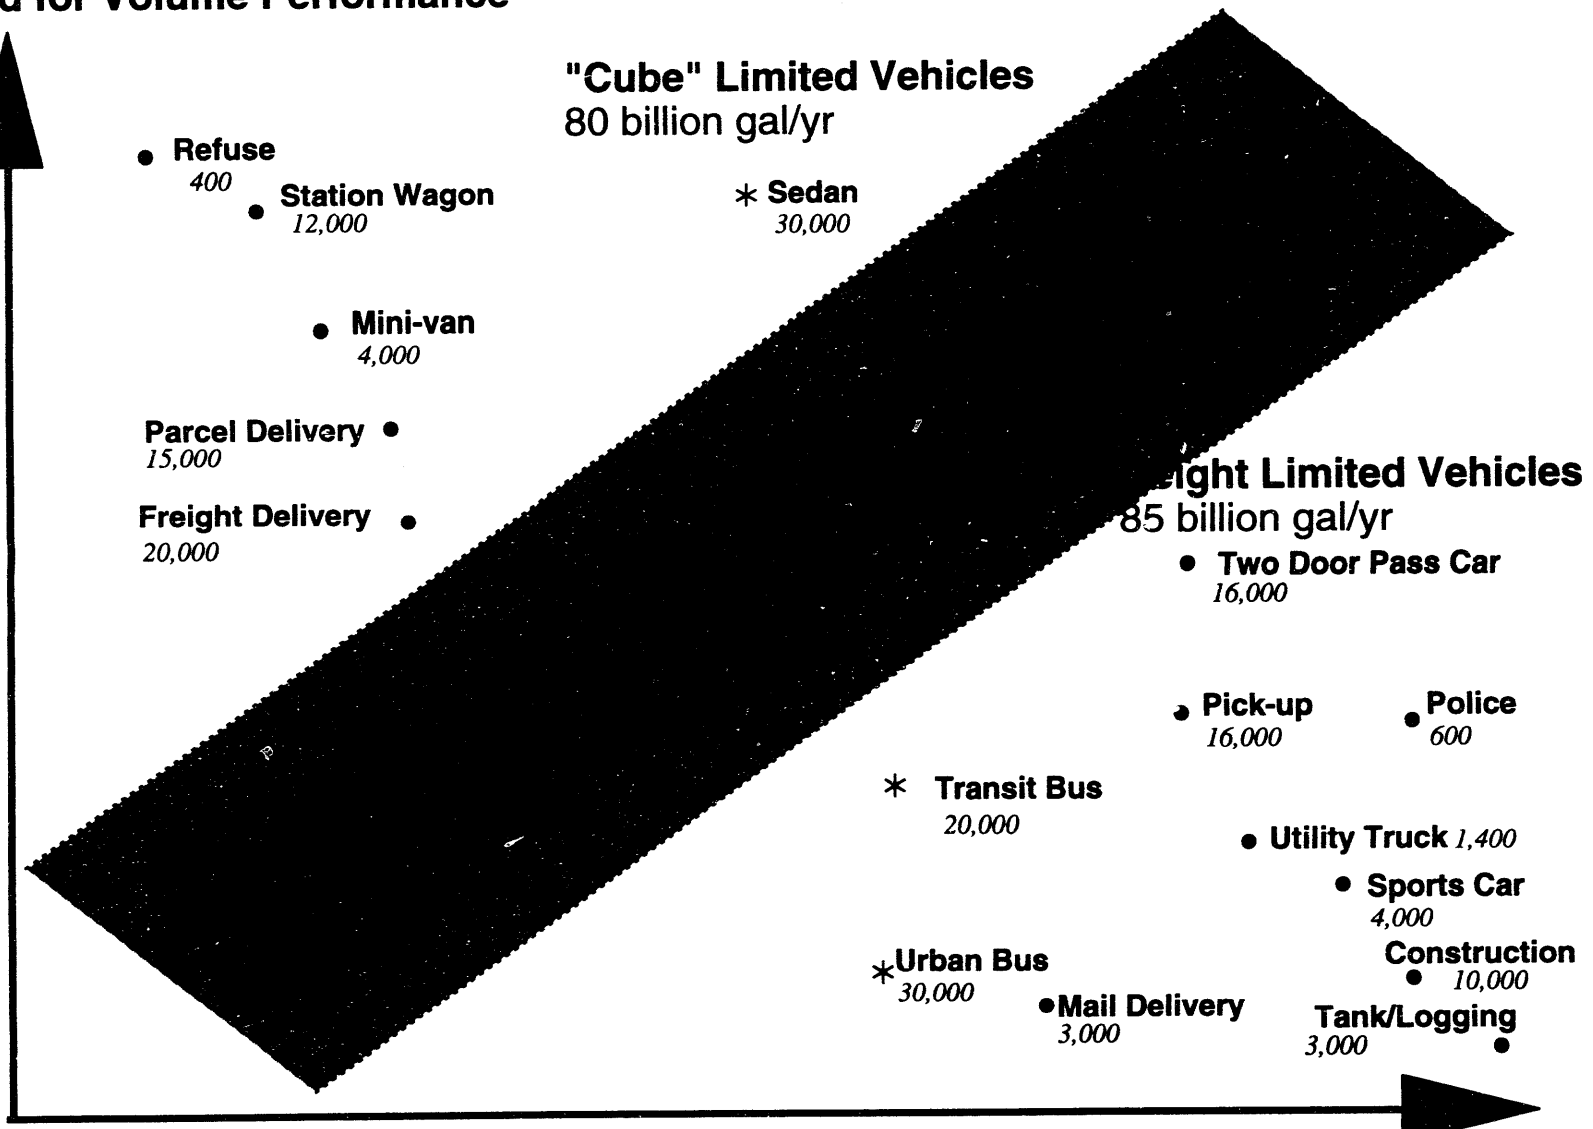 for Volume Performance
"Cube" Limited Vehicles
80 billion gal/yr
Refuse
400
Station Wagon
12,000
* Sedan
30,000
Mini-van
4,000
Parcel Delivery
15,000
Freight Delivery
20,000
ight Limited Vehicles
85 billion gal/yr
Two Door Pass Car
16,000
Pick-up
16,000
Police
600
* Transit Bus
20,000
Utility Truck 1,400
Sports Car
4,000
Construction
10,000
* Urban Bus
30,000
Mail Delivery
3,000
Tank/Logging
3,000